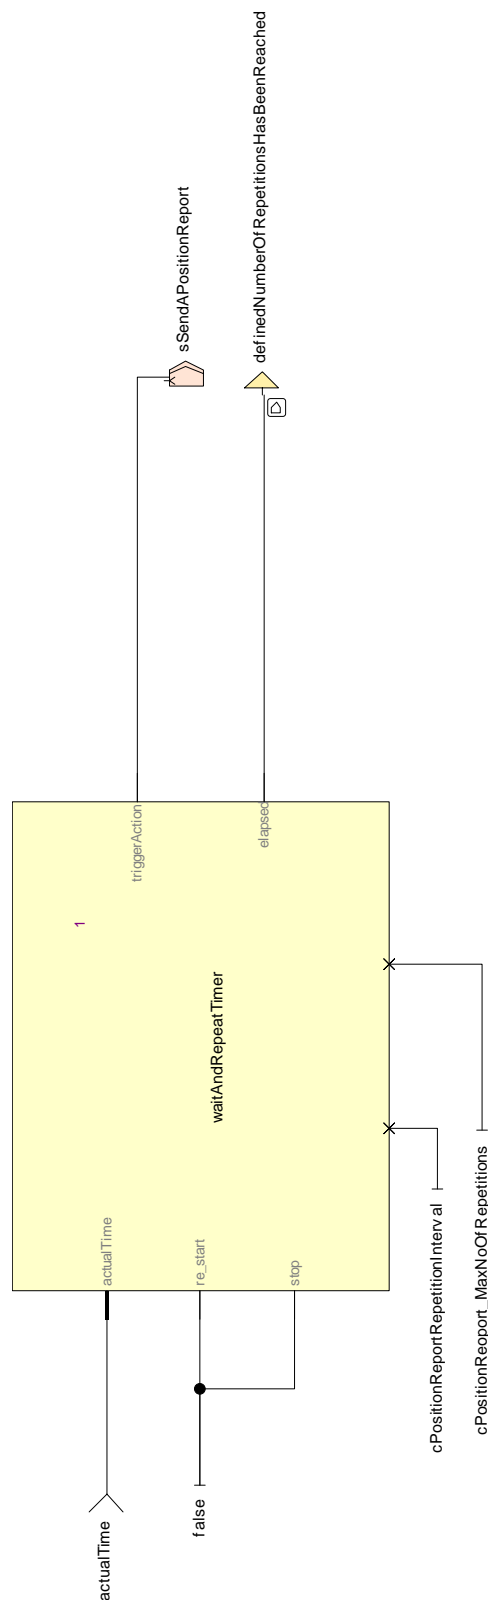 sSendAPositionReport
definedNumberOfRepetitionsHasBeenReached
triggerAction
elapsed
1
waitAndRepeatTimer
actualTime
re_start
stop
actualTime
false
cPositionReportRepetitionInterval
cPositionReoport_MaxNoOfRepetitions